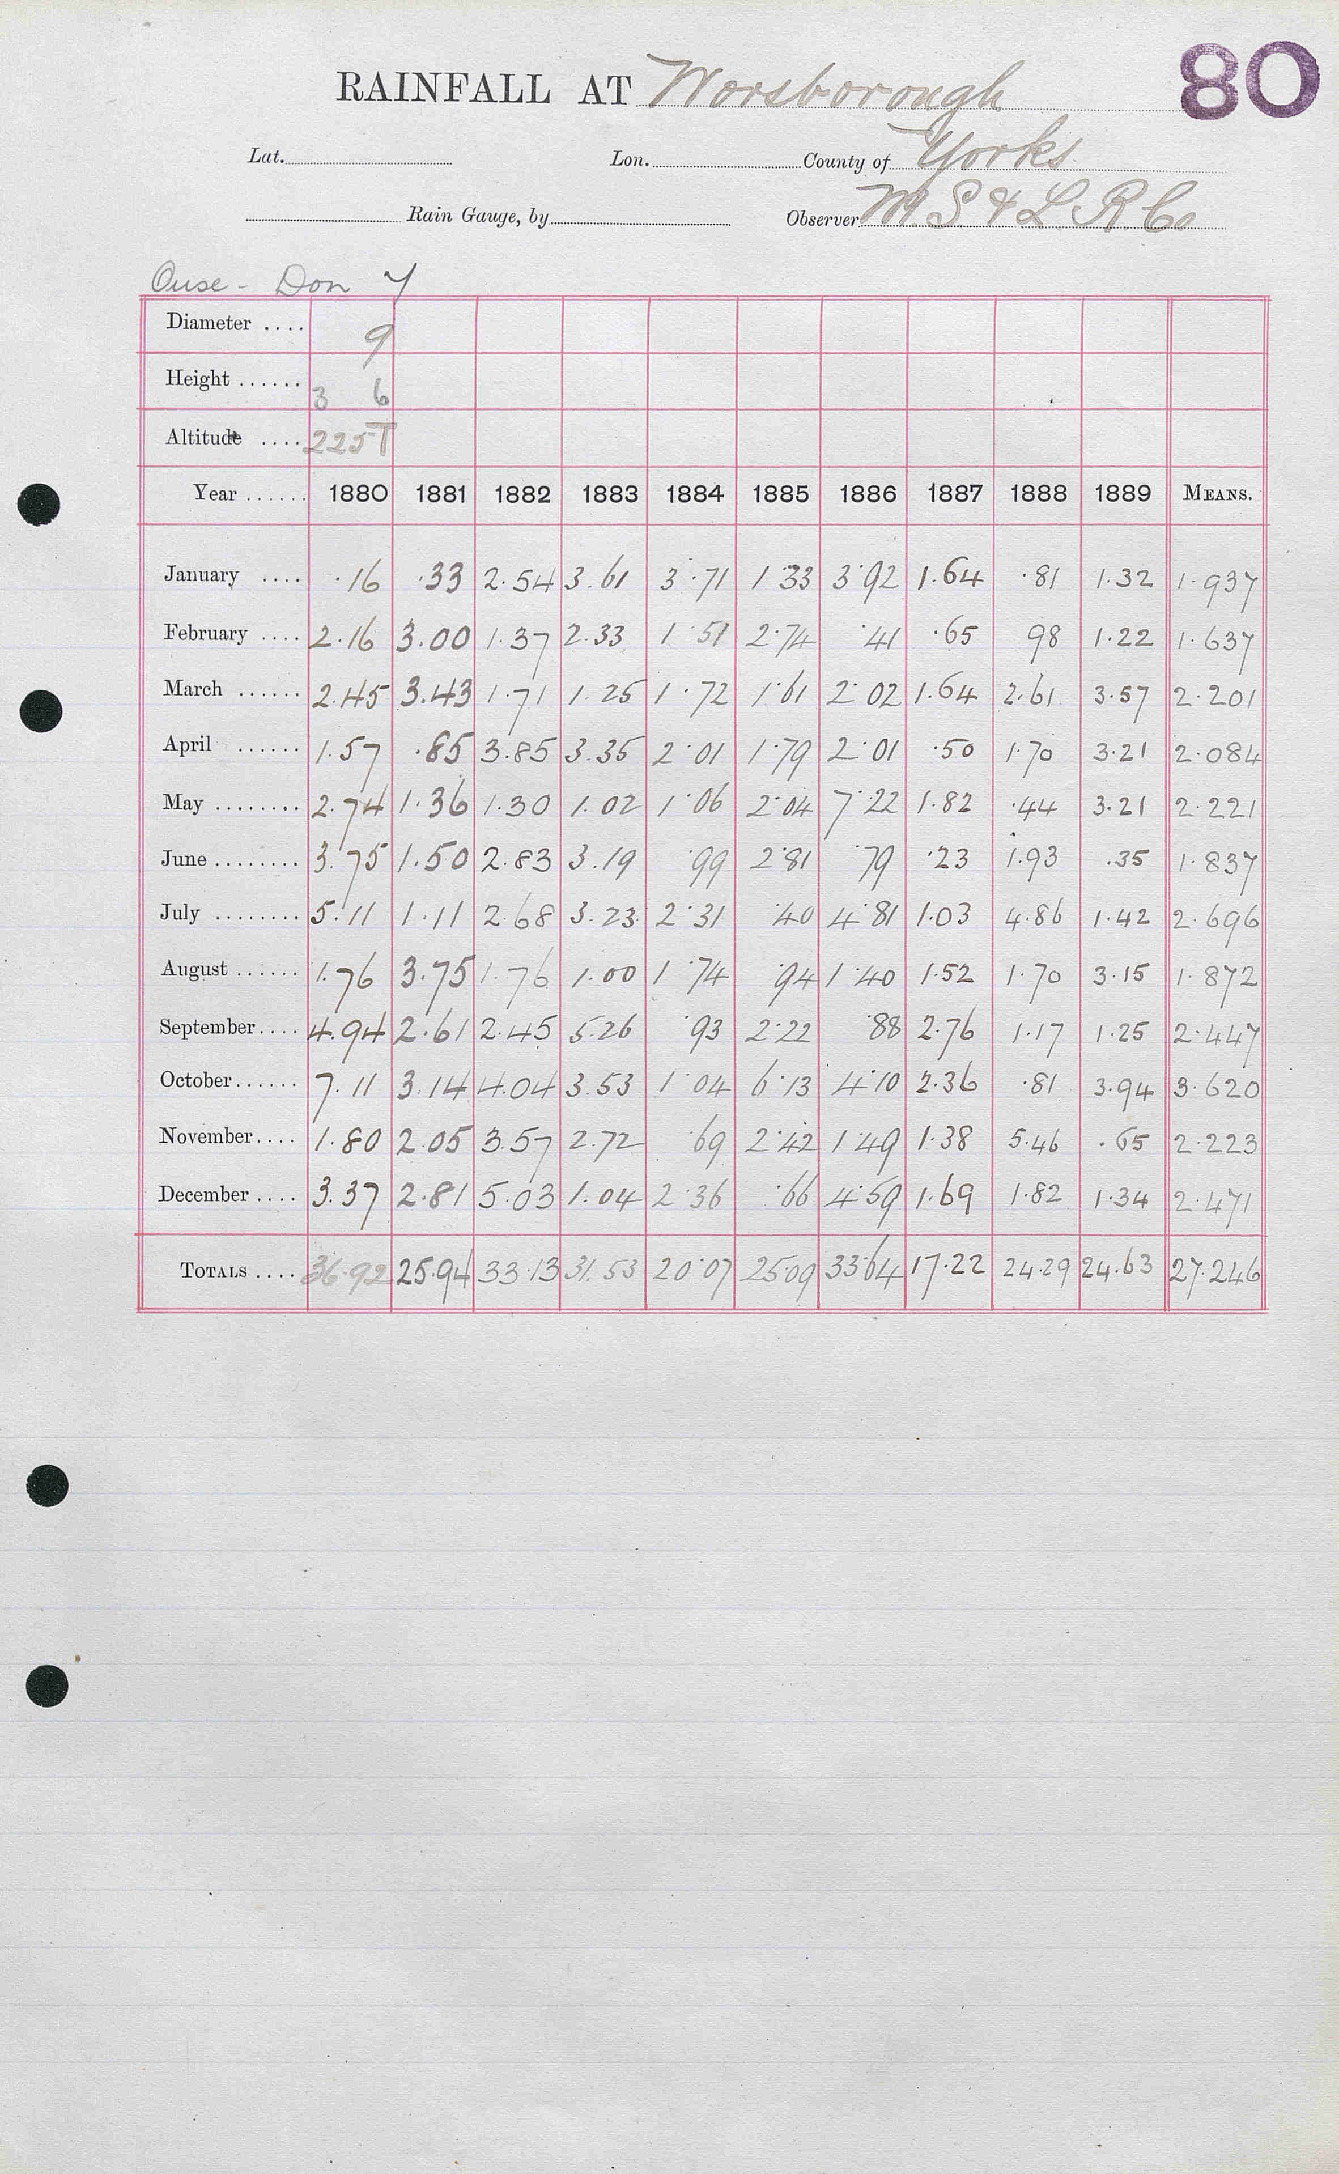 80
RAINFALL AT Worsborough
Lat. Lon. County of Yorks
Rain Gauge, by Observer M S & L R Co
Ouse - Don Y
Diameter .... 9
Height ...... 3 6
Altitude .... 225 T
Year ...... 1880 1881 1882 1883 1884 1885 1886 1887 1888 1889 MEANS.
January .... .16 .33 2.54 3.61 3.71 1.33 3.92 1.64 .81 1.32 1.937
February .... 2.16 3.00 1.37 2.33 1.51 2.74 .41 .65 98 1.22 1.637
March ...... 2.45 3.43 1.71 1.25 1.72 1.61 2.02 1.64 2.61 3.57 2.201
April ...... 1.57 .85 3.85 3.35 2.01 1.79 2.01 .50 1.70 3.21 2.084
May ........ 2.74 1.36 1.30 1.02 1.06 2.04 7.22 1.82 .44 3.21 2.221
June ........ 3.75 1.50 2.83 3.19 .99 2.81 .79 .23 1.93 .35 1.837
July ........ 5.11 1.11 2.68 3.23 2.31 .40 4.81 1.03 4.86 1.42 2.696
August ...... 1.76 3.75 1.76 1.00 1.74 .94 1.40 1.52 1.70 3.15 1.872
September .... 4.94 2.61 2.45 5.26 .93 2.22 .88 2.76 1.17 1.25 2.447
October ...... 7.11 3.14 4.04 3.53 1.04 6.13 4.10 2.36 .81 3.94 3.620
November .... 1.80 2.05 3.57 2.72 .69 2.42 1.49 1.38 5.46 .65 2.223
December .... 3.37 2.81 5.03 1.04 2.36 .66 4.59 1.69 1.82 1.34 2.471
TOTALS .... 36.92 25.94 33.13 31.53 20.07 25.09 33.64 17.22 24.29 24.63 27.246